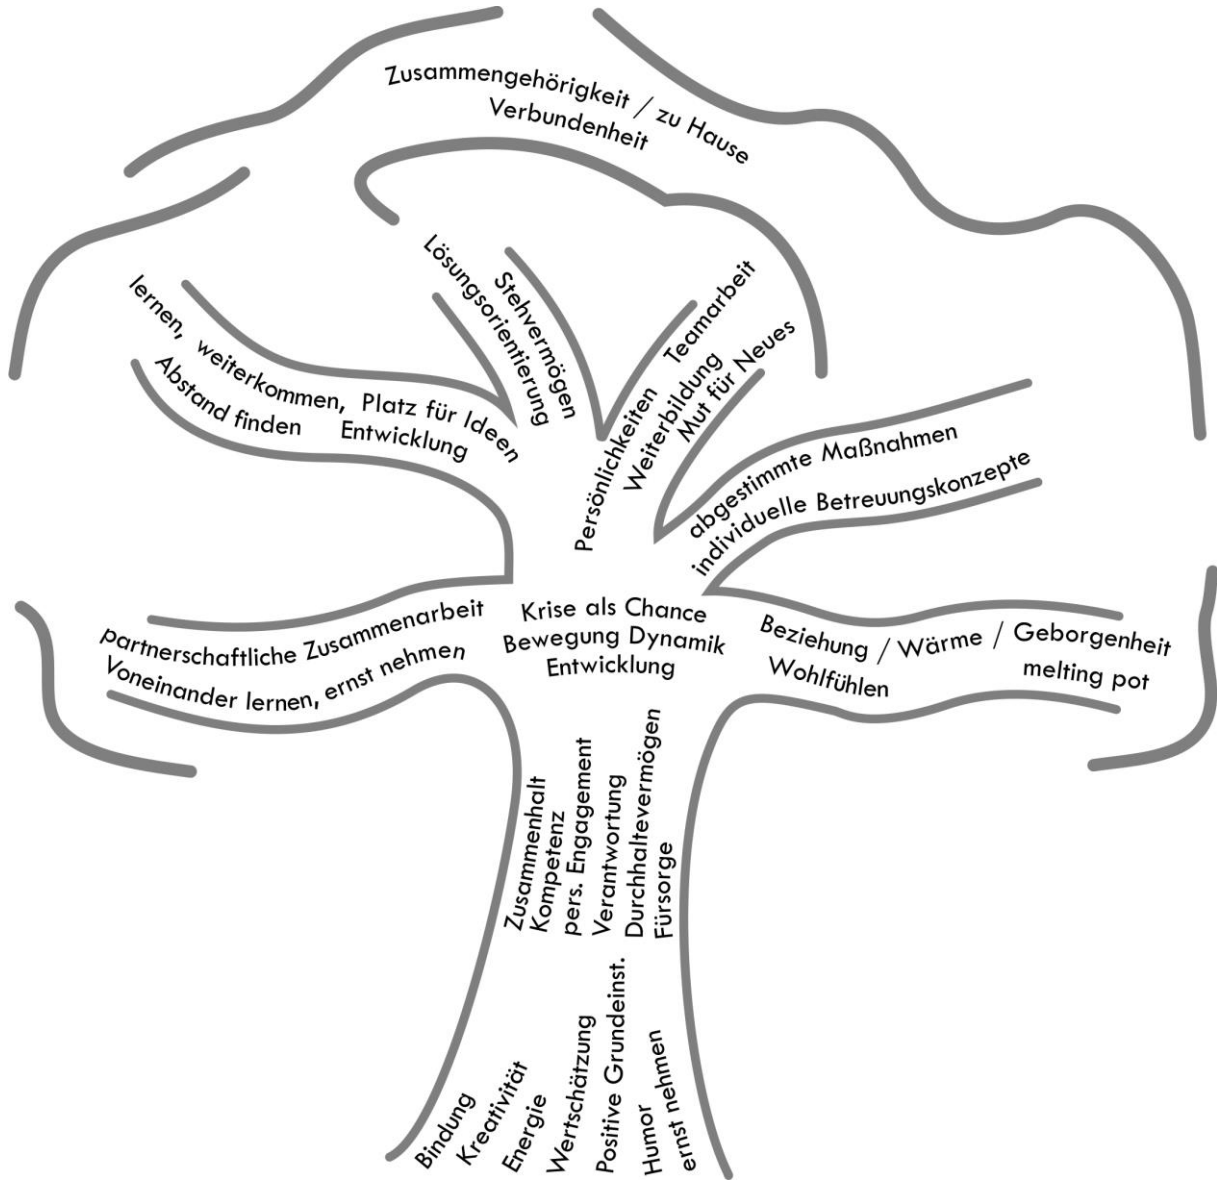 Zusammengehörigkeit / zu Hause
Verbundenheit
lernen, weiterkommen, Platz für Ideen
Abstand finden Entwicklung
Lösungsorientierung
Stehvermögen
Persönlichkeiten Teamarbeit
Weiterbildung
Mut für Neues
abgestimmte Maßnahmen
individuelle Betreuungskonzepte
partnerschaftliche Zusammenarbeit
Voneinander lernen, ernst nehmen
Krise als Chance
Bewegung Dynamik
Entwicklung
Beziehung / Wärme / Geborgenheit
Wohlfühlen melting pot
Zusammenhalt
Kompetenz
pers. Engagement
Verantwortung
Durchhaltevermögen
Fürsorge
Bindung
Kreativität
Energie
Wertschätzung
Positive Grundeinst.
Humor
ernst nehmen